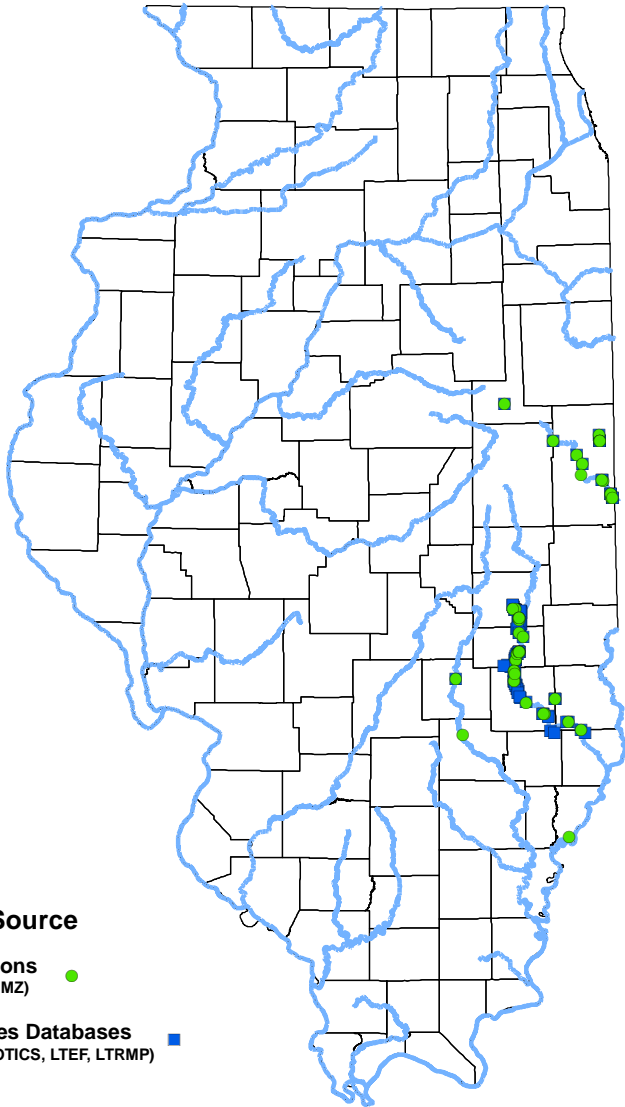 Source
ons
MZ)
es Databases
OTICS, LTEF, LTRMP)